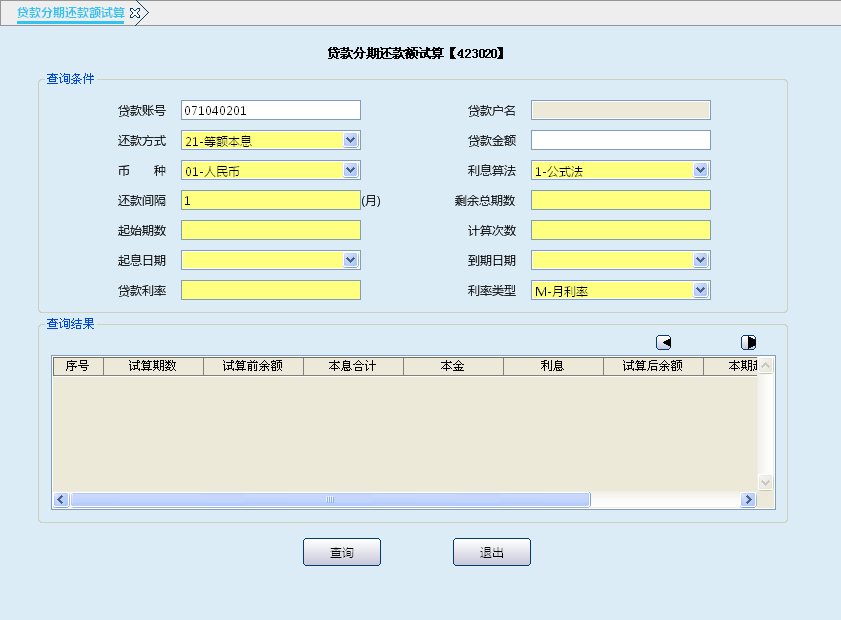 贷款分期还款额试算
贷款分期还款额试算【423020】
查询条件
贷款账号 071040201 贷款户名
还款方式 21-等额本息 贷款金额
币 种 01-人民币 利息算法 1-公式法
还款间隔 1 (月) 剩余总期数
起始期数 计算次数
起息日期 到期日期
贷款利率 利率类型 M-月利率
查询结果
序号 试算期数 试算前余额 本息合计 本金 利息 试算后余额 本期
查询 退出